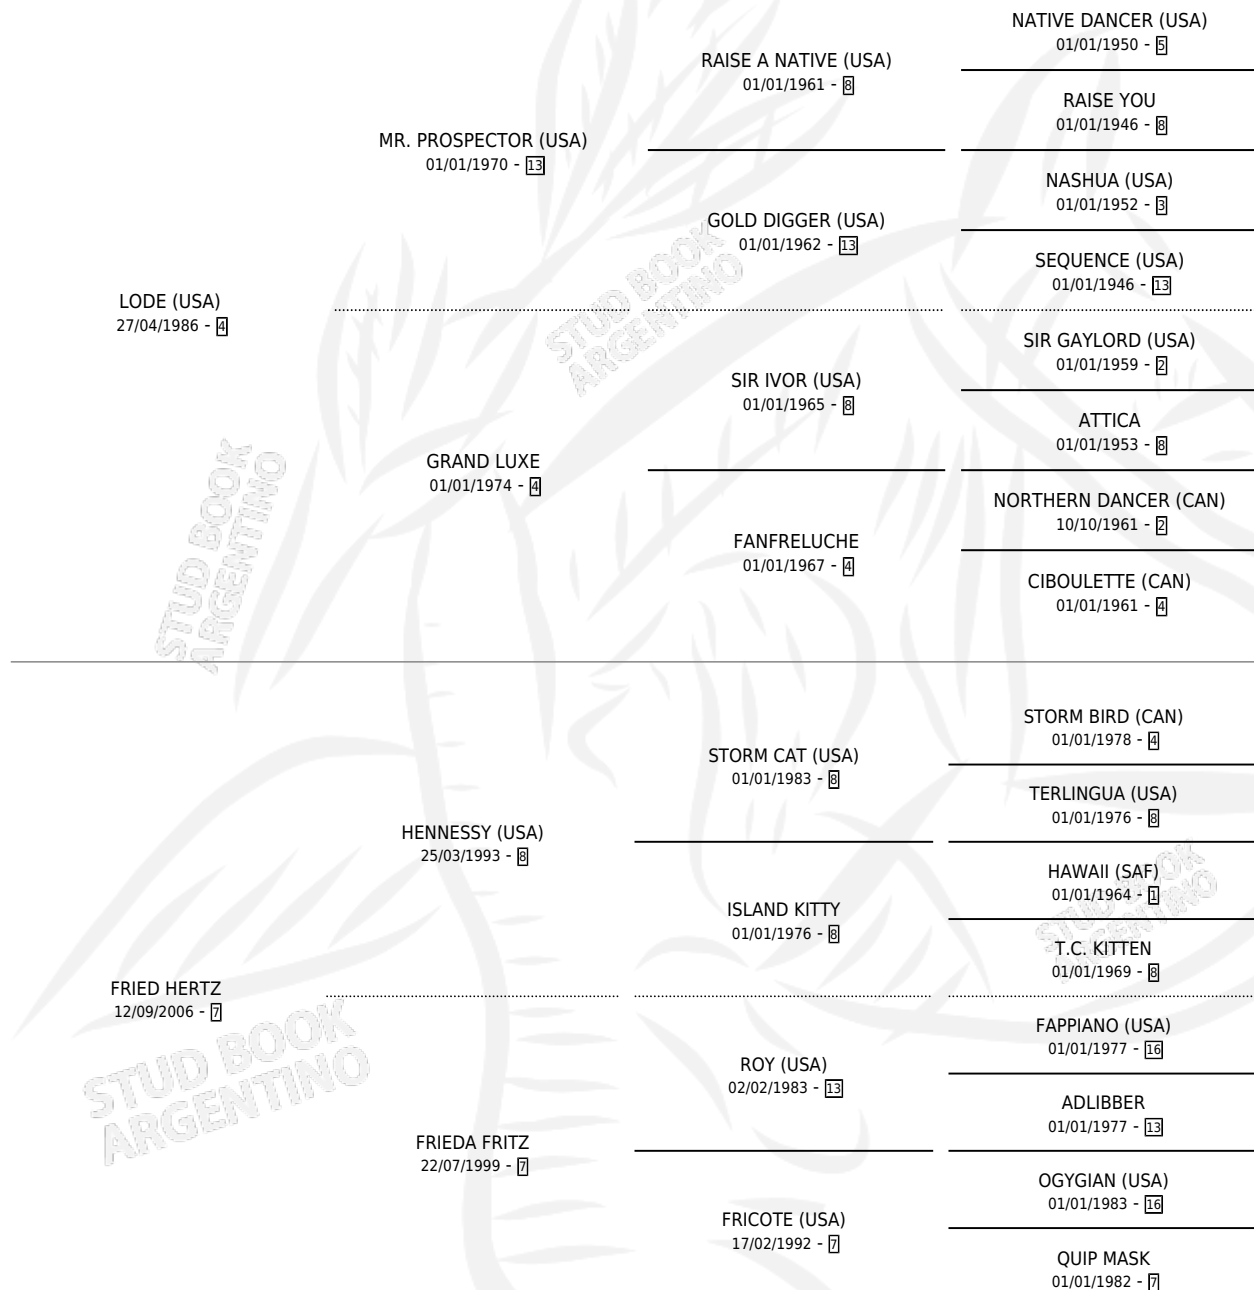 NATIVE DANCER (USA)
01/01/1950 - 5
RAISE A NATIVE (USA)
01/01/1961 - 8
RAISE YOU
01/01/1946 - 8
MR. PROSPECTOR (USA)
01/01/1970 - 13
NASHUA (USA)
01/01/1952 - 3
GOLD DIGGER (USA)
01/01/1962 - 13
SEQUENCE (USA)
01/01/1946 - 13
LODE (USA)
27/04/1986 - 4
SIR GAYLORD (USA)
01/01/1959 - 2
SIR IVOR (USA)
01/01/1965 - 8
ATTICA
01/01/1953 - 8
GRAND LUXE
01/01/1974 - 4
NORTHERN DANCER (CAN)
10/10/1961 - 2
FANFRELUCHE
01/01/1967 - 4
CIBOULETTE (CAN)
01/01/1961 - 4
STUD BOOK
ARGENTINO
STUD BOOK
ARGENTINO
STORM BIRD (CAN)
01/01/1978 - 4
STORM CAT (USA)
01/01/1983 - 8
TERLINGUA (USA)
01/01/1976 - 8
HENNESSY (USA)
25/03/1993 - 8
HAWAII (SAF)
01/01/1964 - 1
ISLAND KITTY
01/01/1976 - 8
T.C. KITTEN
01/01/1969 - 8
FRIED HERTZ
12/09/2006 - 7
FAPPIANO (USA)
01/01/1977 - 16
ROY (USA)
02/02/1983 - 13
ADLIBBER
01/01/1977 - 13
FRIEDA FRITZ
22/07/1999 - 7
OGYGIAN (USA)
01/01/1983 - 16
FRICOTE (USA)
17/02/1992 - 7
QUIP MASK
01/01/1982 - 7
STUD BOOK
ARGENTINO
STUD BOOK
ARGENTINO